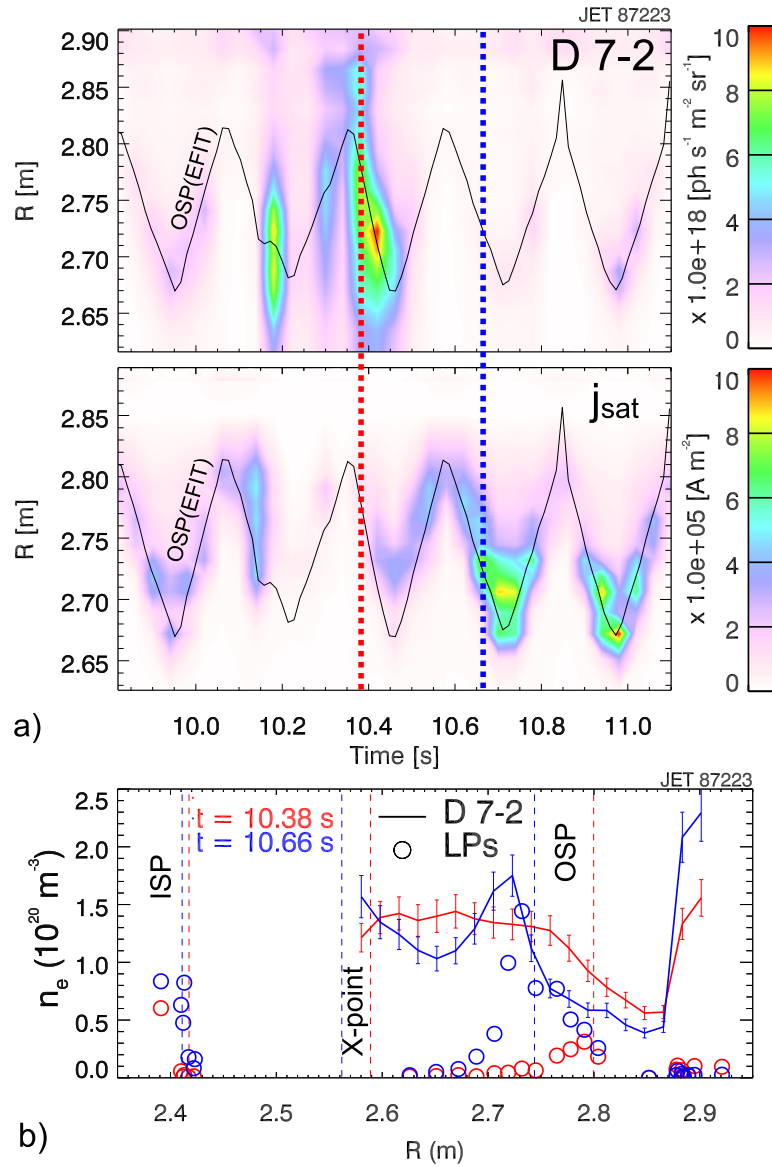 JET 87223
D 7-2
2.90
2.85
2.80
2.75
2.70
2.65
R [m]
OSP(EFIT)
10
8
6
4
2
0
x 1.0e+18 [ph s⁻¹ m⁻² sr⁻¹]
jsat
2.85
2.80
2.75
2.70
2.65
R [m]
OSP(EFIT)
10
8
6
4
2
0
x 1.0e+05 [A m⁻²]
10.0 10.2 10.4 10.6 10.8 11.0
Time [s]
a)
JET 87223
t = 10.38 s
t = 10.66 s
D 7-2
LPs
ISP
X-point
OSP
2.5
2.0
1.5
1.0
0.5
0.0
nₑ (10²⁰ m⁻³)
2.4 2.5 2.6 2.7 2.8 2.9
R (m)
b)